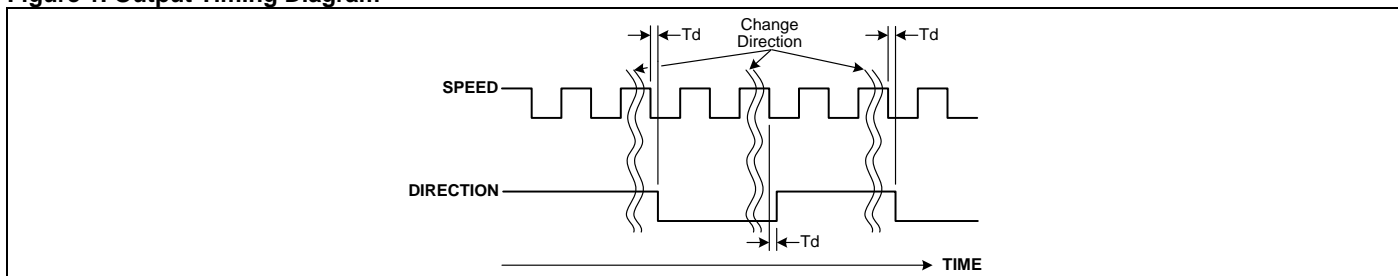 Figure 1. Output Timing Diagram
Td
Change
Direction
Td
SPEED
DIRECTION
Td
TIME